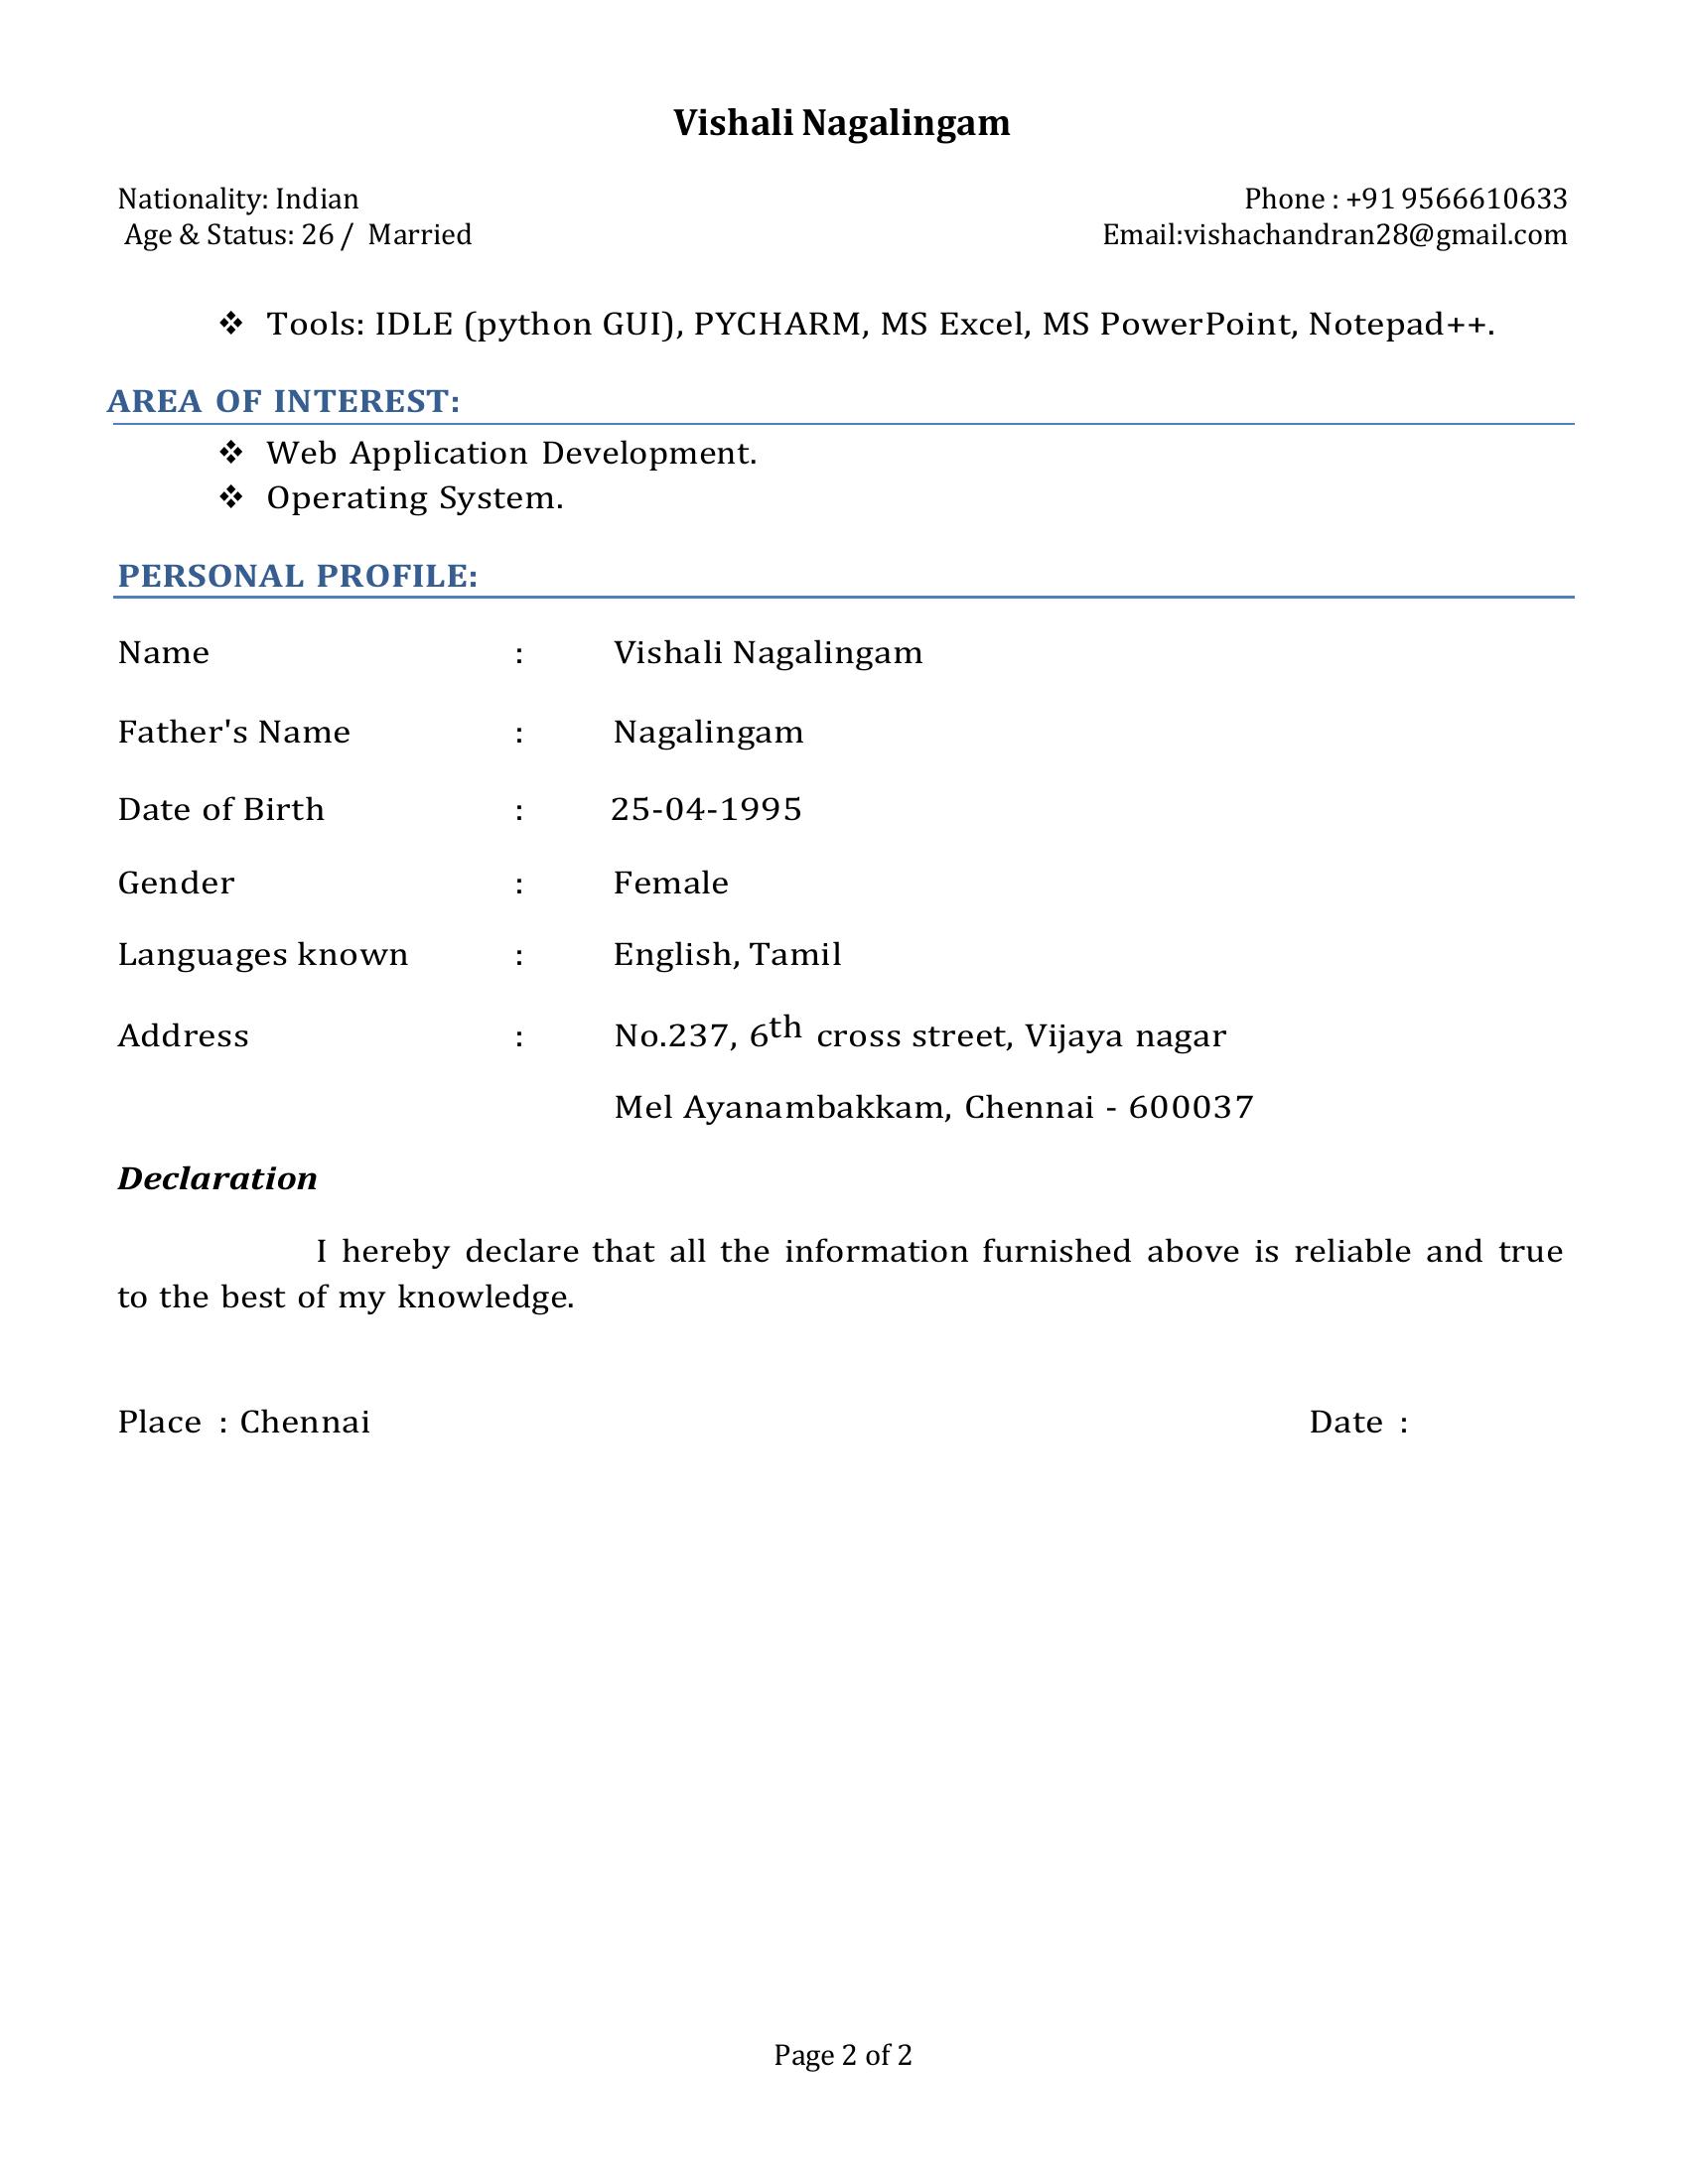 Vishali Nagalingam
Nationality: Indian Phone : +91 9566610633
Age & Status: 26 / Married Email:vishachandran28@gmail.com
❖ Tools: IDLE (python GUI), PYCHARM, MS Excel, MS PowerPoint, Notepad++.
AREA OF INTEREST:
❖ Web Application Development.
❖ Operating System.
PERSONAL PROFILE:
Name : Vishali Nagalingam
Father's Name : Nagalingam
Date of Birth : 25-04-1995
Gender : Female
Languages known : English, Tamil
Address : No.237, 6th cross street, Vijaya nagar
Mel Ayanambakkam, Chennai - 600037
Declaration
I hereby declare that all the information furnished above is reliable and true
to the best of my knowledge.
Place : Chennai Date :
Page 2 of 2